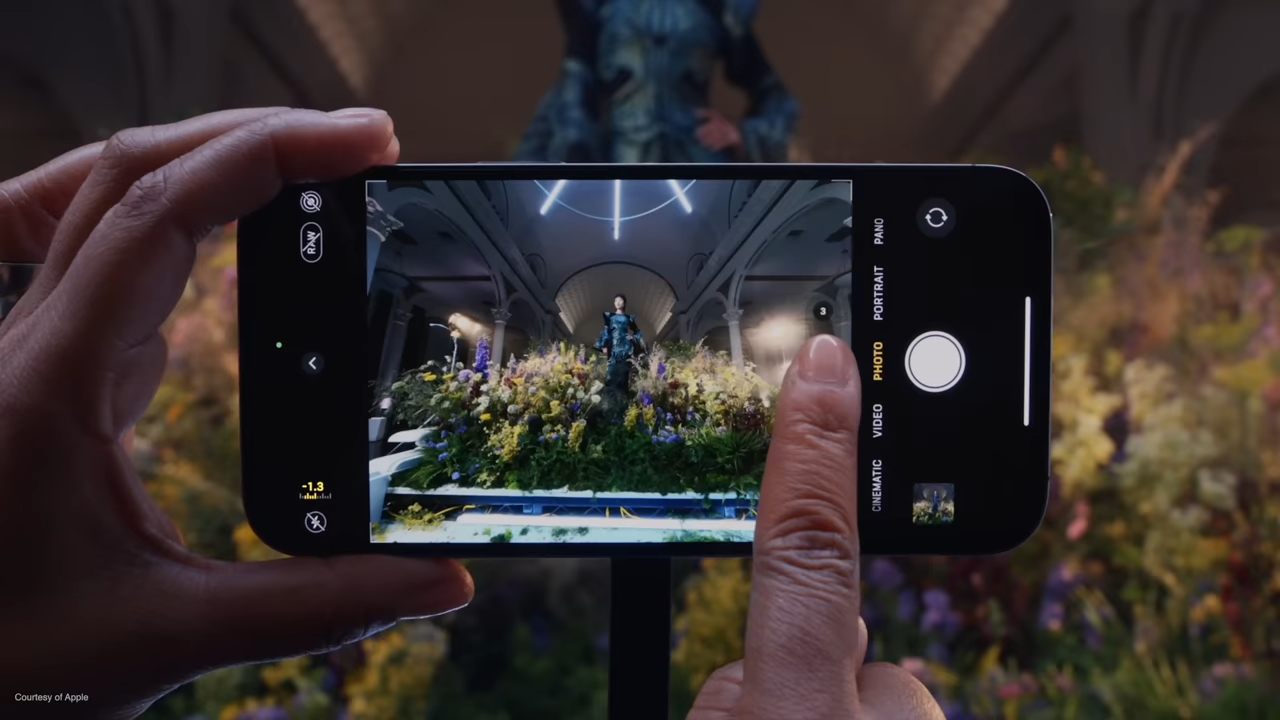 RAW
-1.3
3
PANO
PORTRAIT
PHOTO
VIDEO
CINEMATIC
Courtesy of Apple